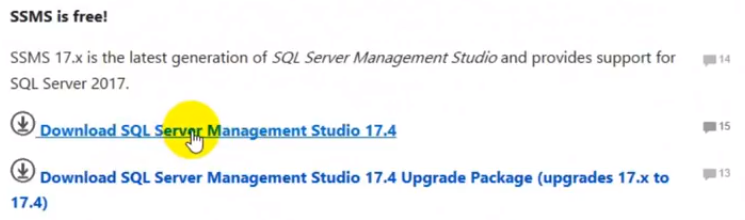 SSMS is free!
SSMS 17.x is the latest generation of SQL Server Management Studio and provides support for
14
SQL Server 2017.
Download SQL Server Management Studio 17.4
15
Download SQL Server Management Studio 17.4 Upgrade Package (upgrades 17.x to
13
17.4)